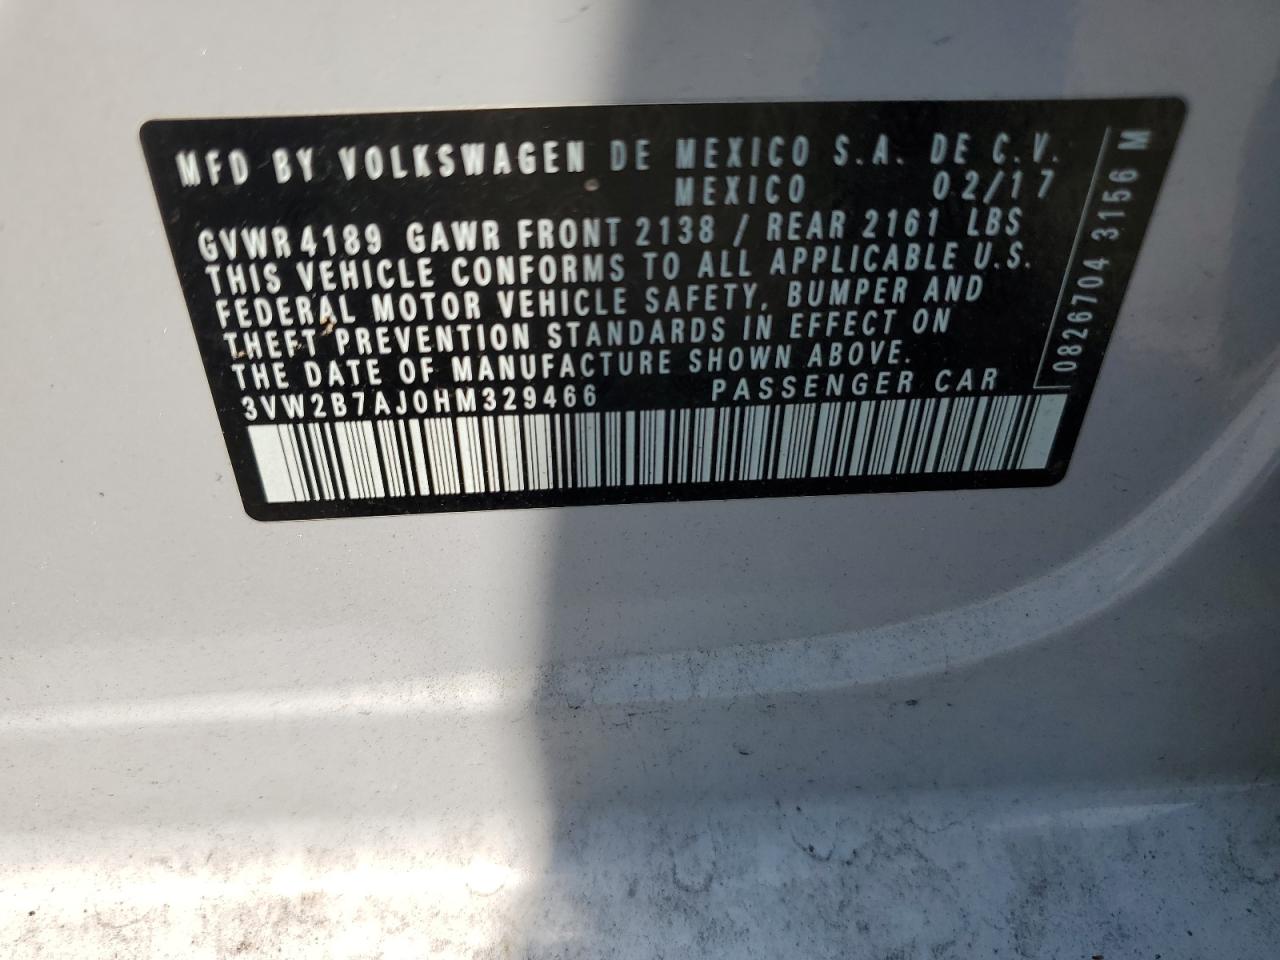 MFD BY VOLKSWAGEN DE MEXICO S.A. DE C.V.
MEXICO 02/17
GVWR 4189 GAWR FRONT 2138 / REAR 2161 LBS
THIS VEHICLE CONFORMS TO ALL APPLICABLE U.S.
FEDERAL MOTOR VEHICLE SAFETY, BUMPER AND
THEFT PREVENTION STANDARDS IN EFFECT ON
THE DATE OF MANUFACTURE SHOWN ABOVE.
3VW2B7AJ0HM329466 PASSENGER CAR
0826704 3156 M